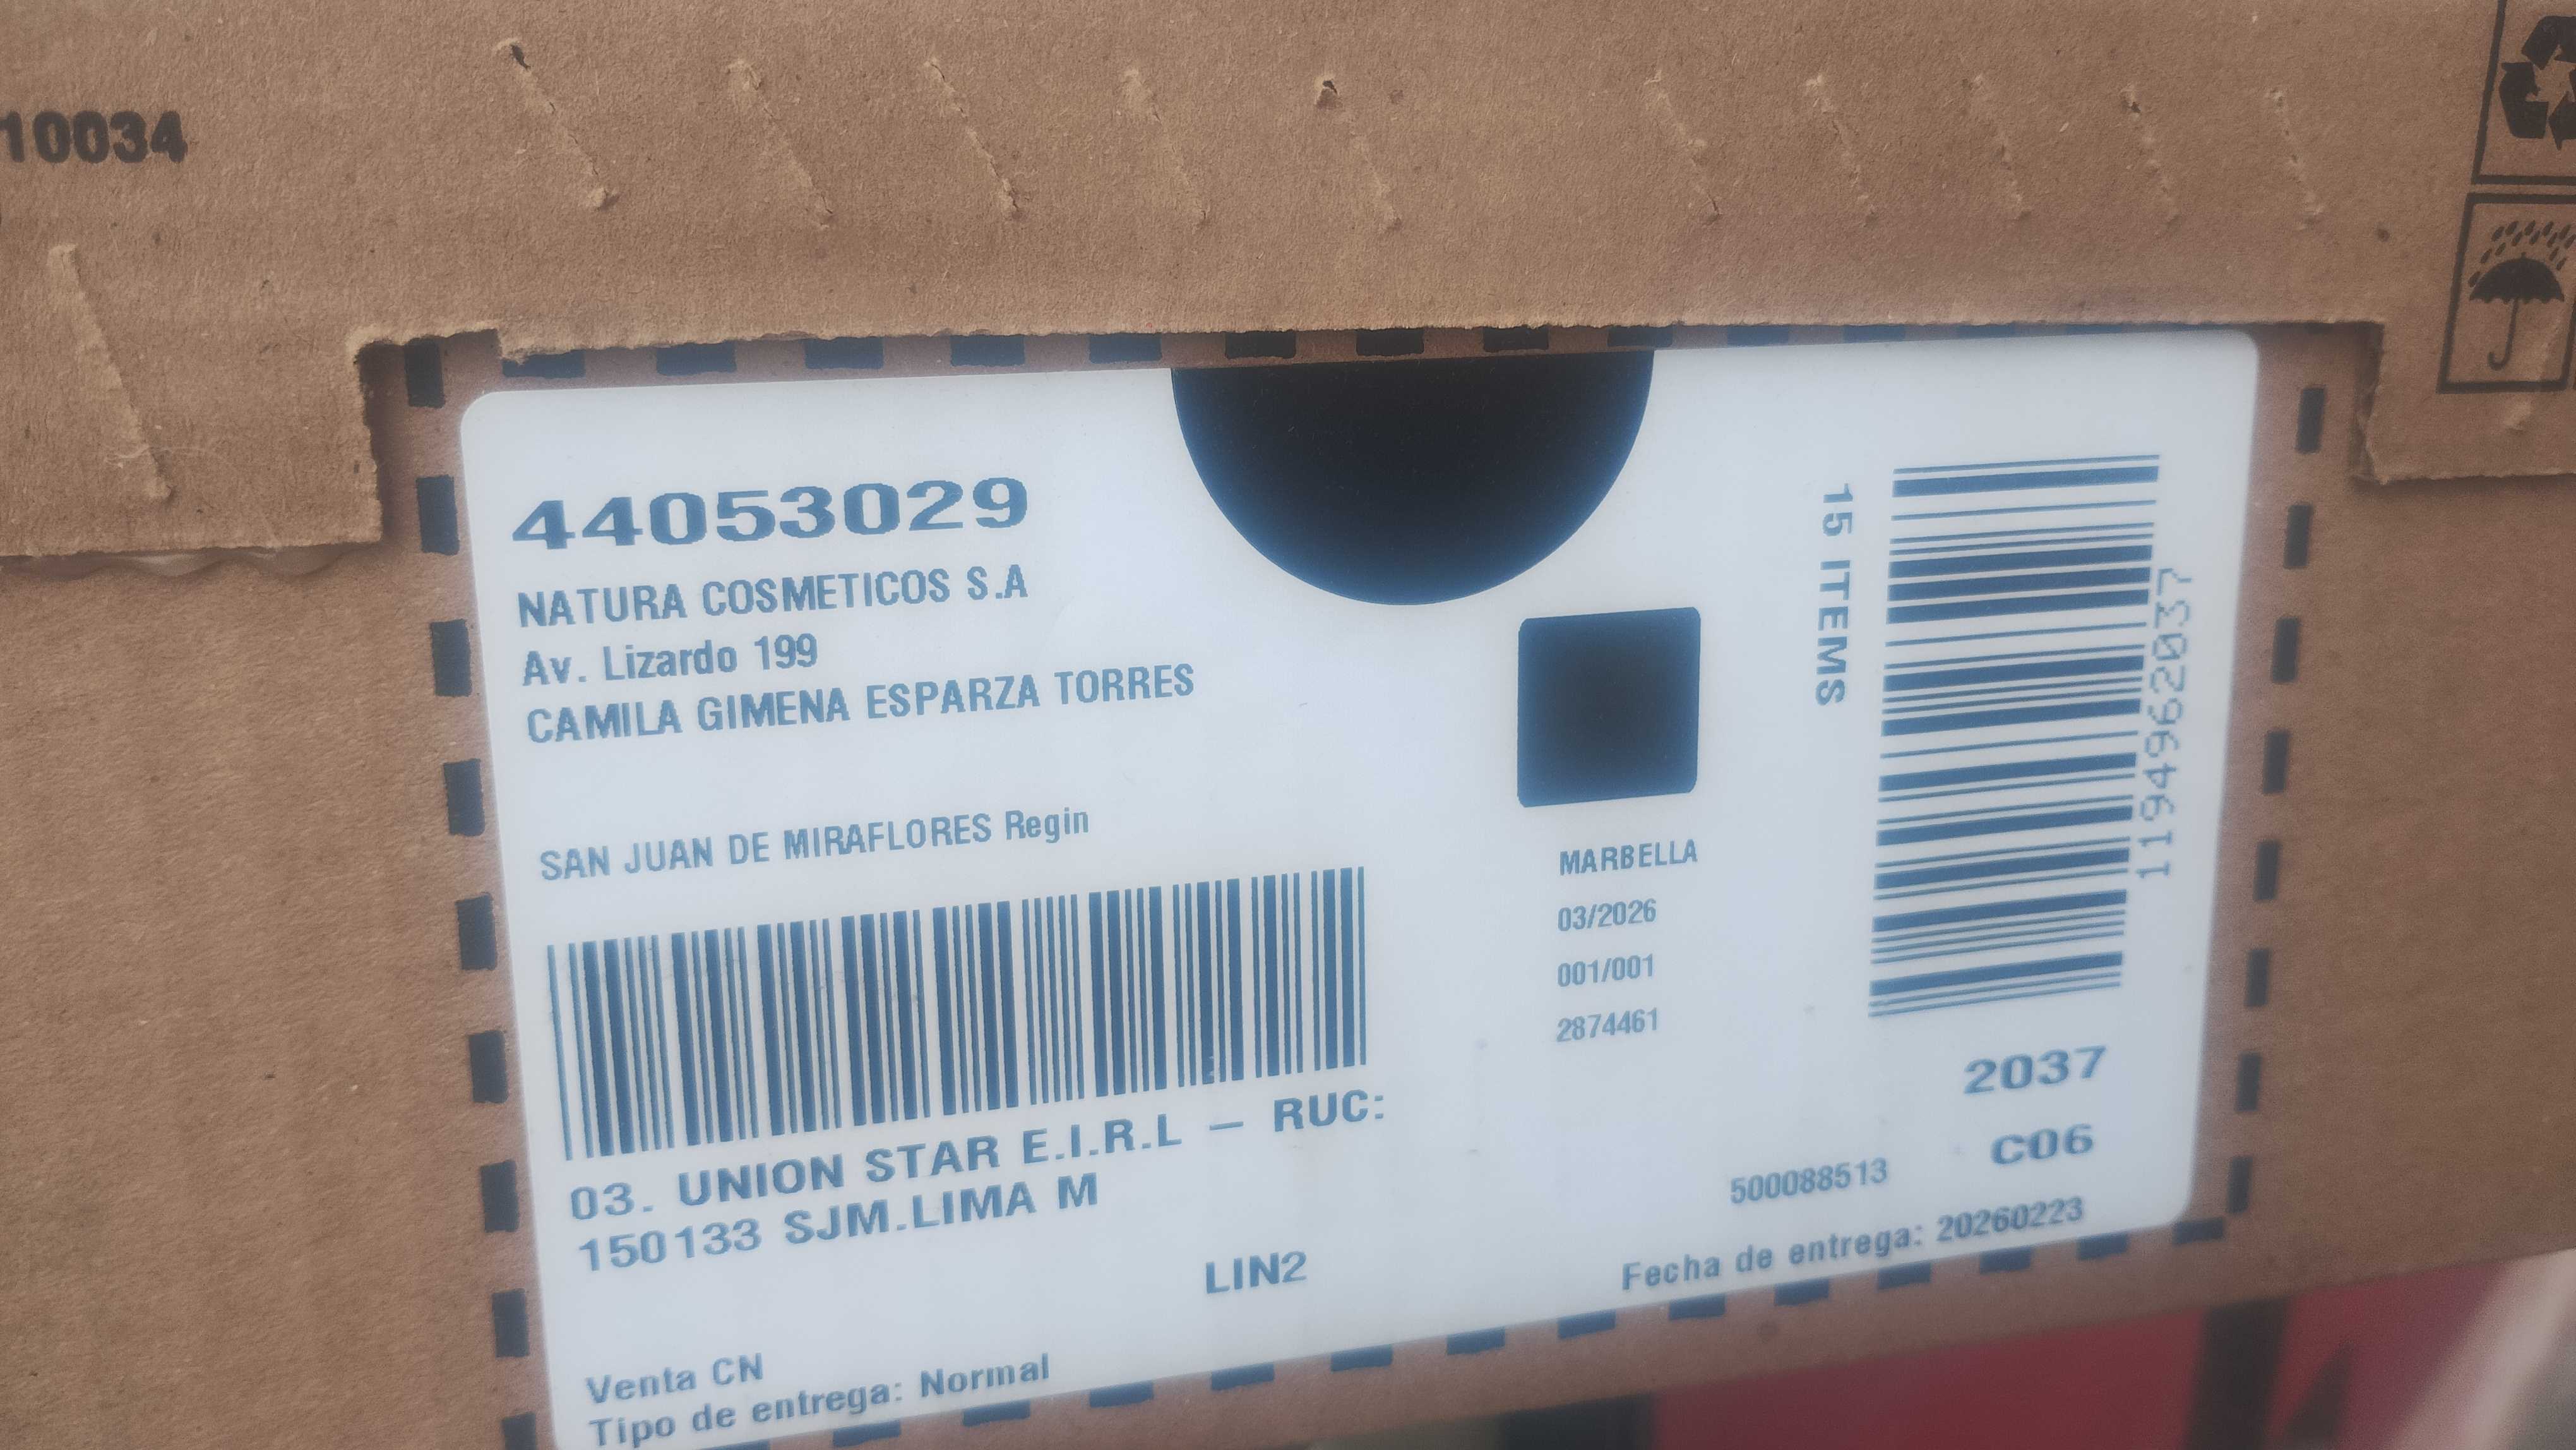 10034
44053029
NATURA COSMETICOS S.A
Av. Lizardo 199
CAMILA GIMENA ESPARZA TORRES
SAN JUAN DE MIRAFLORES Regin
03. UNION STAR E.I.R.L – RUC:
150133 SJM.LIMA M
LIN2
Venta CN
Tipo de entrega: Normal
MARBELLA
03/2026
001/001
2874461
15 ITEMS
1194962037
2037
C06
500088513
Fecha de entrega: 20260223